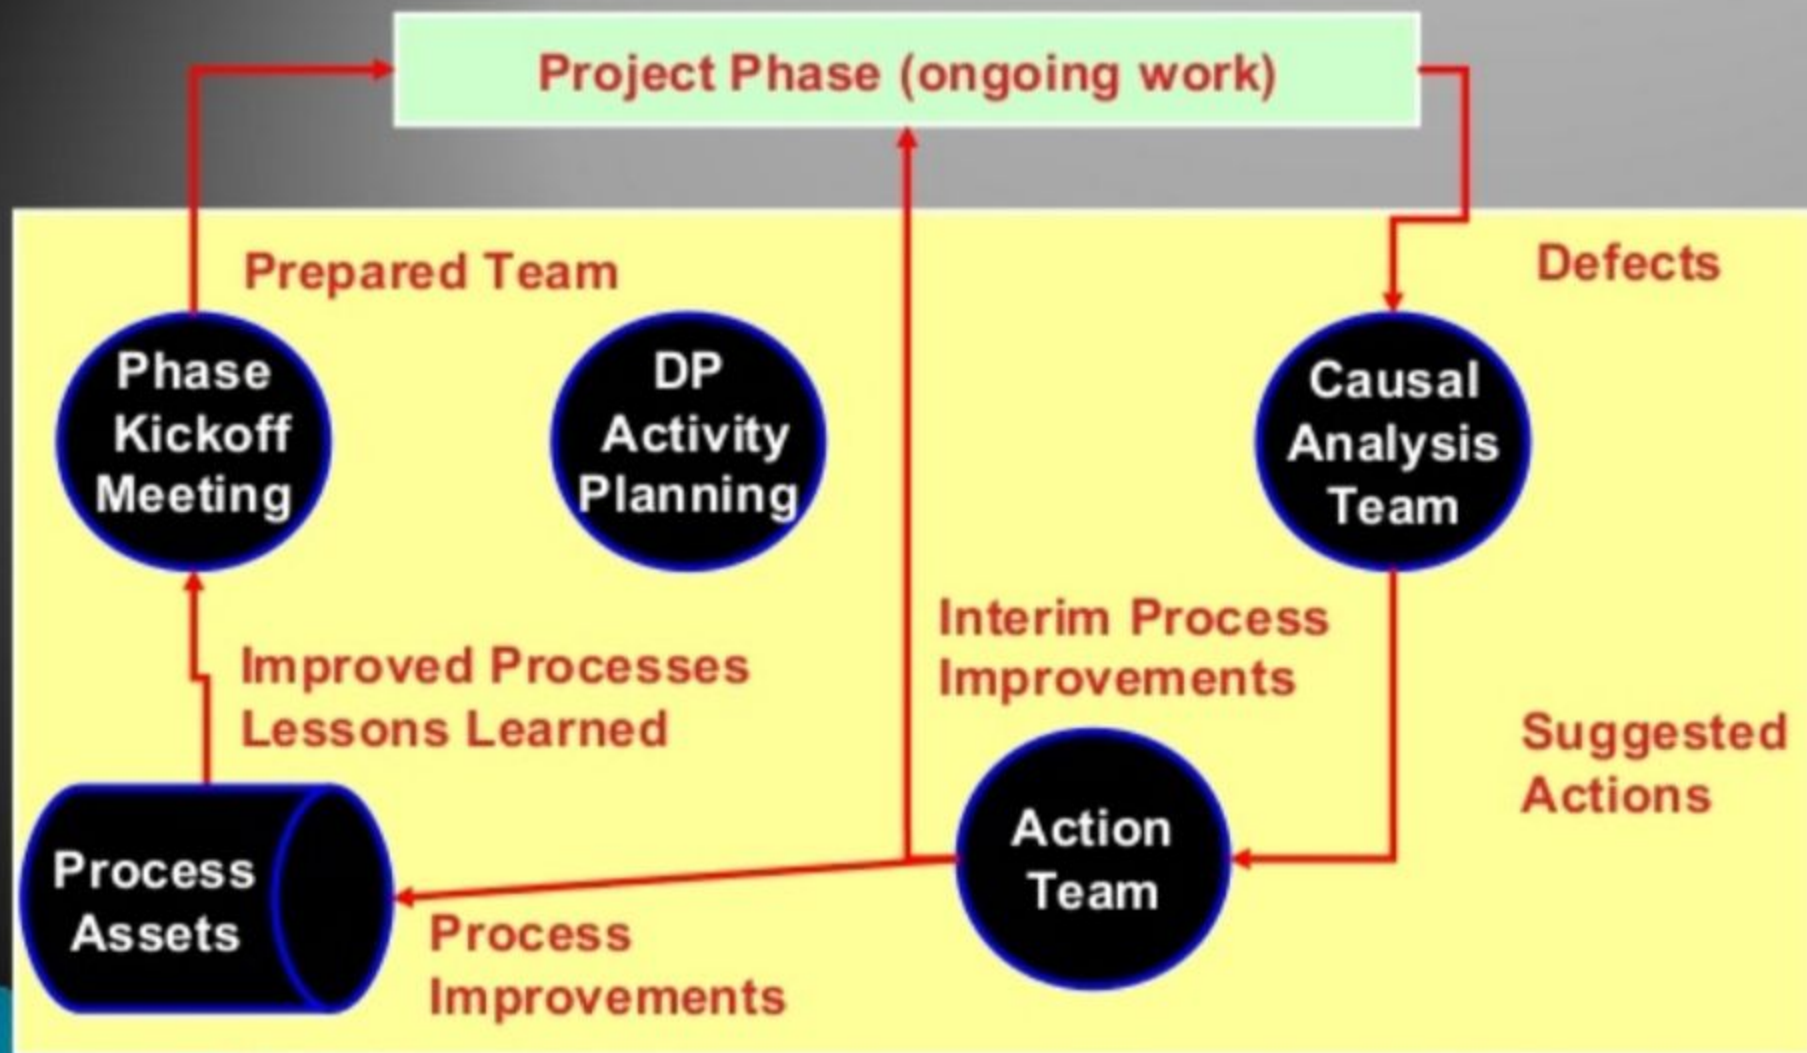 Project Phase (ongoing work)
Prepared Team
Defects
Phase
Kickoff
Meeting
DP
Activity
Planning
Causal
Analysis
Team
Interim Process
Improvements
Improved Processes
Lessons Learned
Suggested
Actions
Action
Team
Process
Assets
Process
Improvements